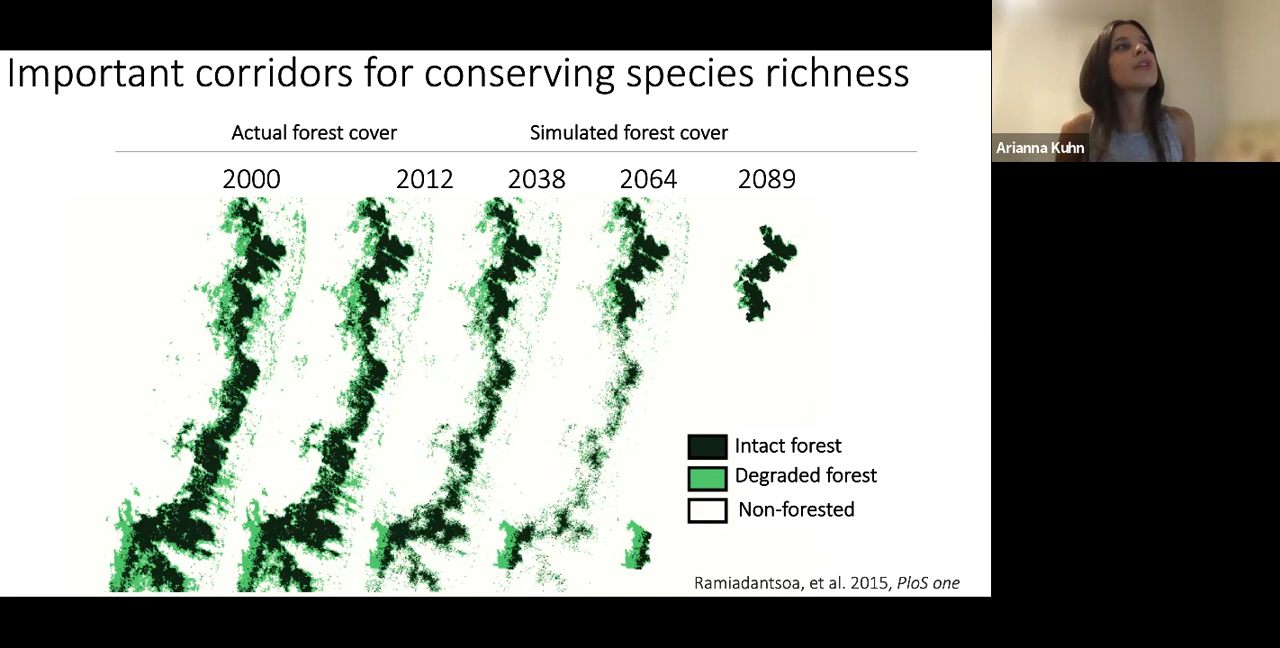 Important corridors for conserving species richness
Actual forest cover
Simulated forest cover
2000
2012
2038
2064
2089
Intact forest
Degraded forest
Non-forested
Ramiadantsoa, et al. 2015, PloS one
Arianna Kuhn